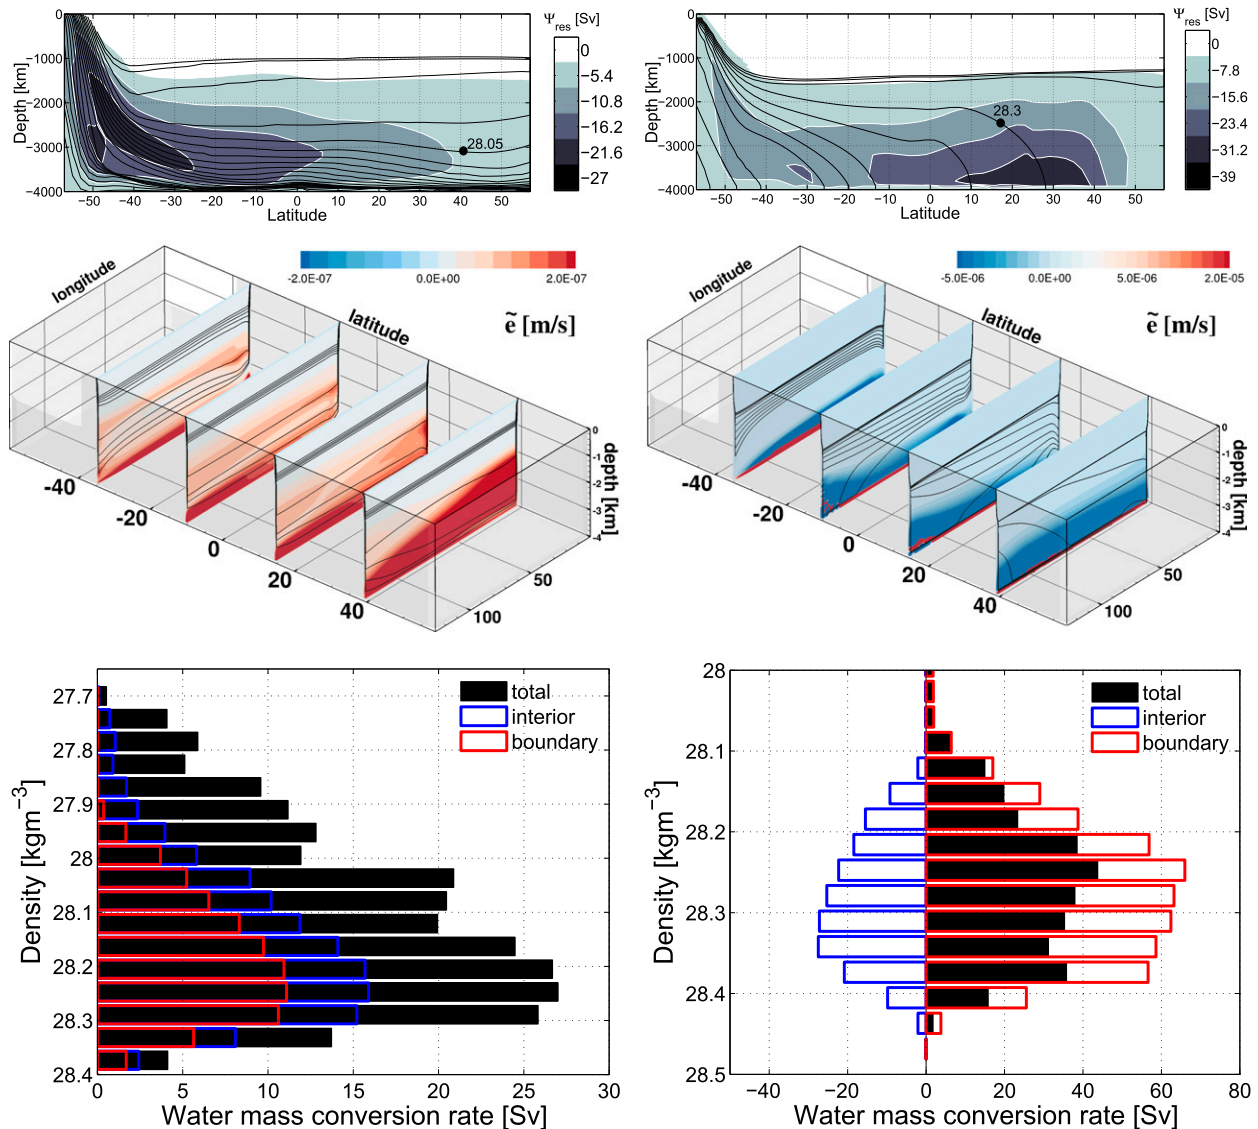 Ψres [Sv]
0
−5.4
−10.8
−16.2
−21.6
−27
0
−1000
−2000
−3000
−4000
Depth [km]
28.05
−50 −40 −30 −20 −10 0 10 20 30 40 50
Latitude
Ψres [Sv]
0
−7.8
−15.6
−23.4
−31.2
−39
0
−1000
−2000
−3000
−4000
Depth [km]
28.3
−50 −40 −30 −20 −10 0 10 20 30 40 50
Latitude
-2.0E-07 0.0E+00 2.0E-07
ẽ [m/s]
longitude
latitude
depth [km]
0
-1
-2
-3
-4
-40
-20
0
20
40
50
100
-5.0E-06 0.0E+00 5.0E-06 2.0E-05
ẽ [m/s]
longitude
latitude
depth [km]
0
-1
-2
-3
-4
-40
-20
0
20
40
50
100
total
interior
boundary
27.7
27.8
27.9
28
28.1
28.2
28.3
28.4
Density [kgm−3]
0 5 10 15 20 25 30
Water mass conversion rate [Sv]
total
interior
boundary
28
28.1
28.2
28.3
28.4
28.5
Density [kgm−3]
−40 −20 0 20 40 60 80
Water mass conversion rate [Sv]